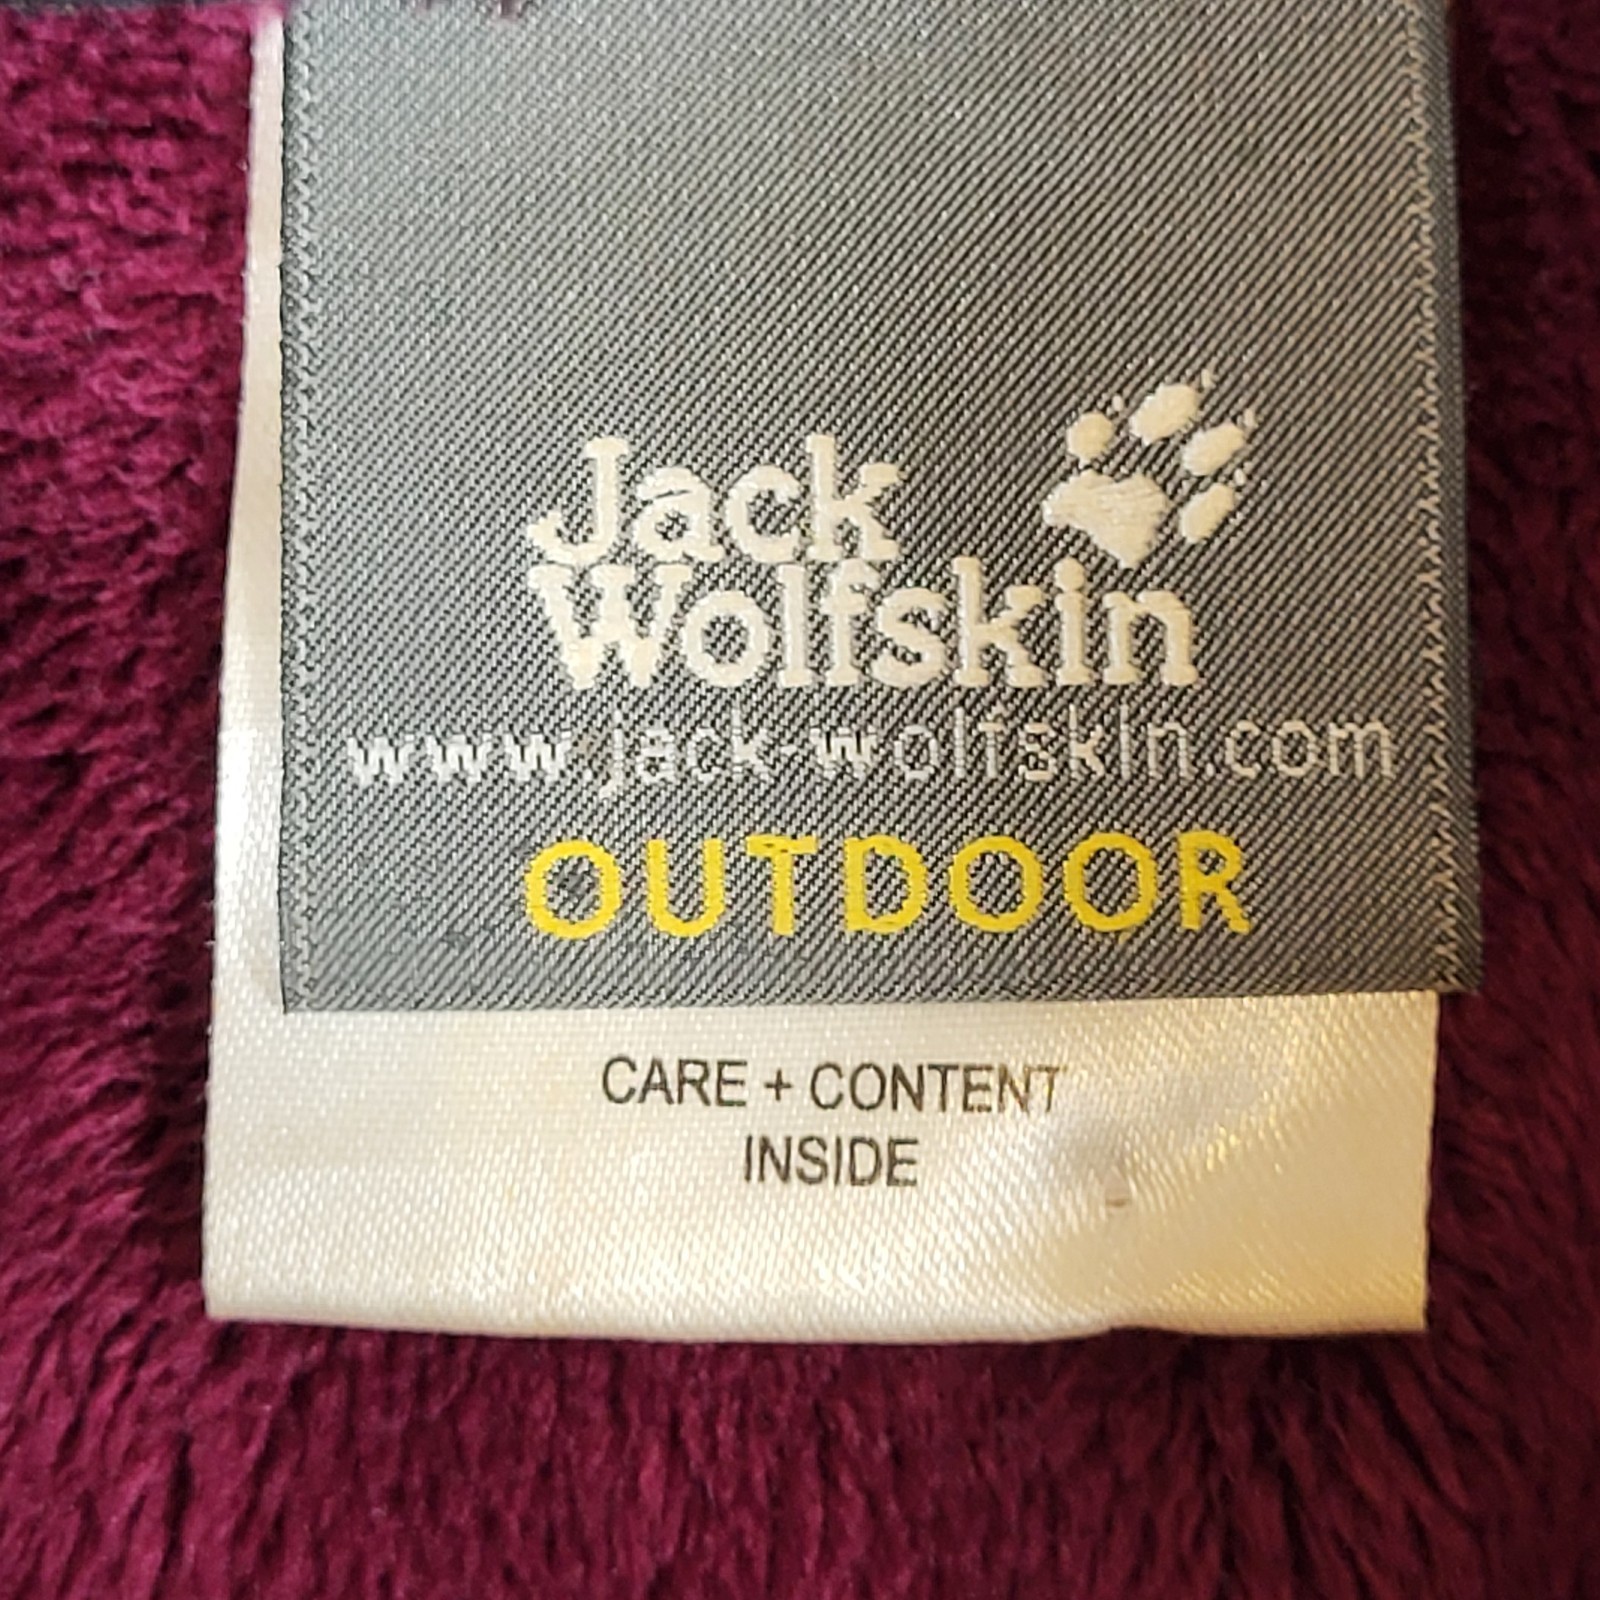 Jack
Wolfskin
www.jack-wolfskin.com
OUTDOOR
CARE + CONTENT
INSIDE